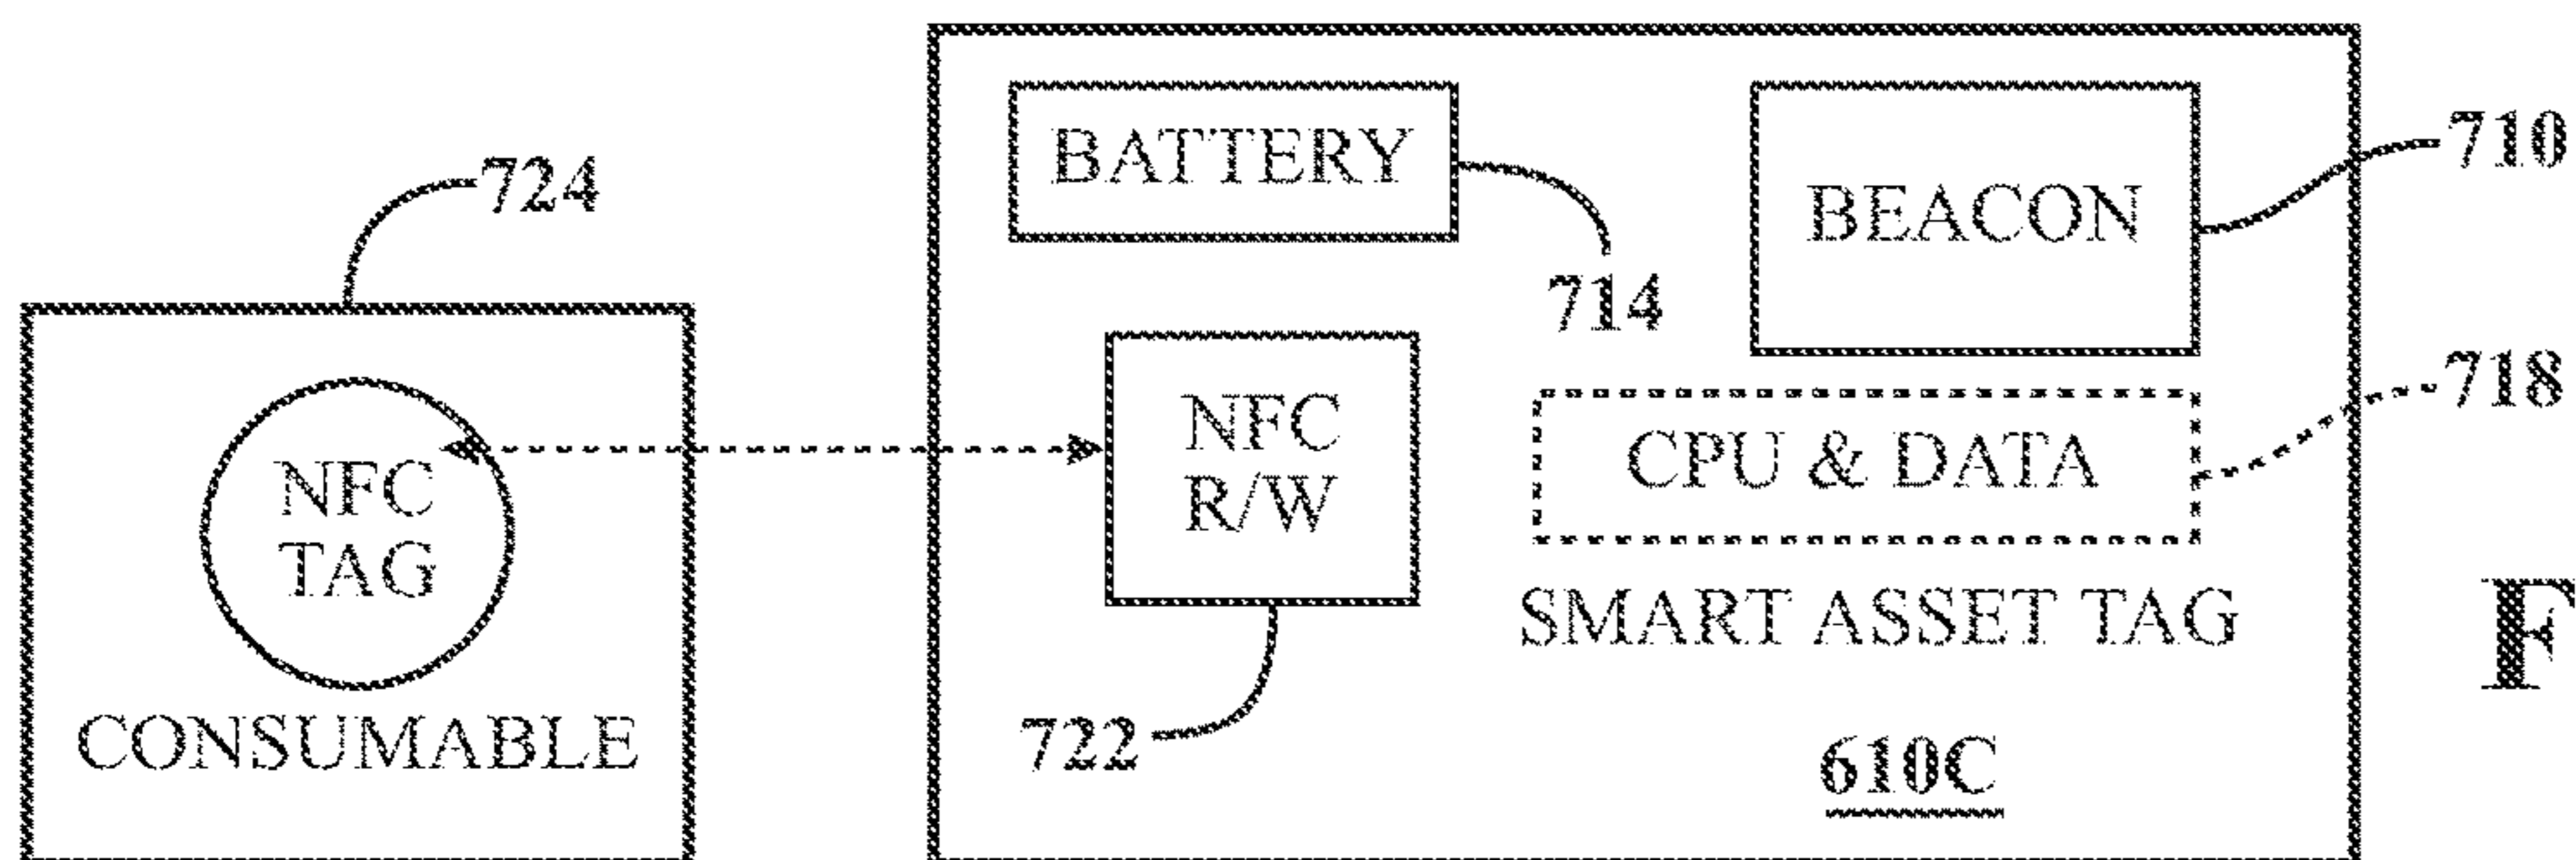 724
NFC
TAG
CONSUMABLE
BATTERY
714
BEACON
710
NFC
R/W
722
CPU & DATA
718
SMART ASSET TAG
610C
F